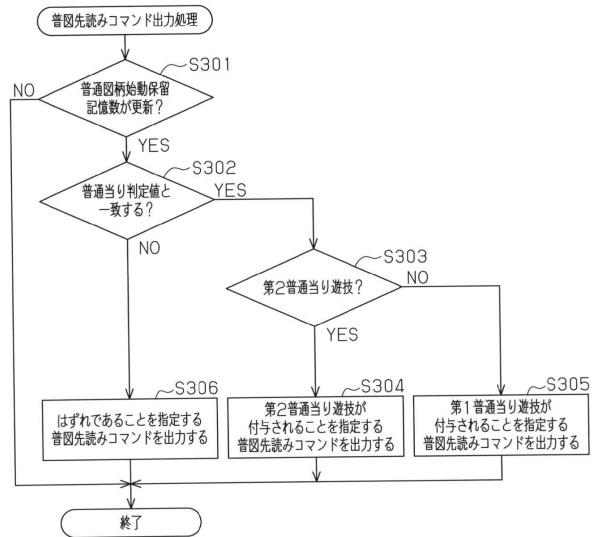 普図先読みコマンド出力処理
S301
普通図柄始動保留
記憶数が更新?
NO
YES
S302
普通当り判定値と
一致する?
YES
NO
S303
第2普通当り遊技?
NO
YES
S306
はずれであることを指定する
普図先読みコマンドを出力する
S304
第2普通当り遊技が
付与されることを指定する
普図先読みコマンドを出力する
S305
第1普通当り遊技が
付与されることを指定する
普図先読みコマンドを出力する
終了